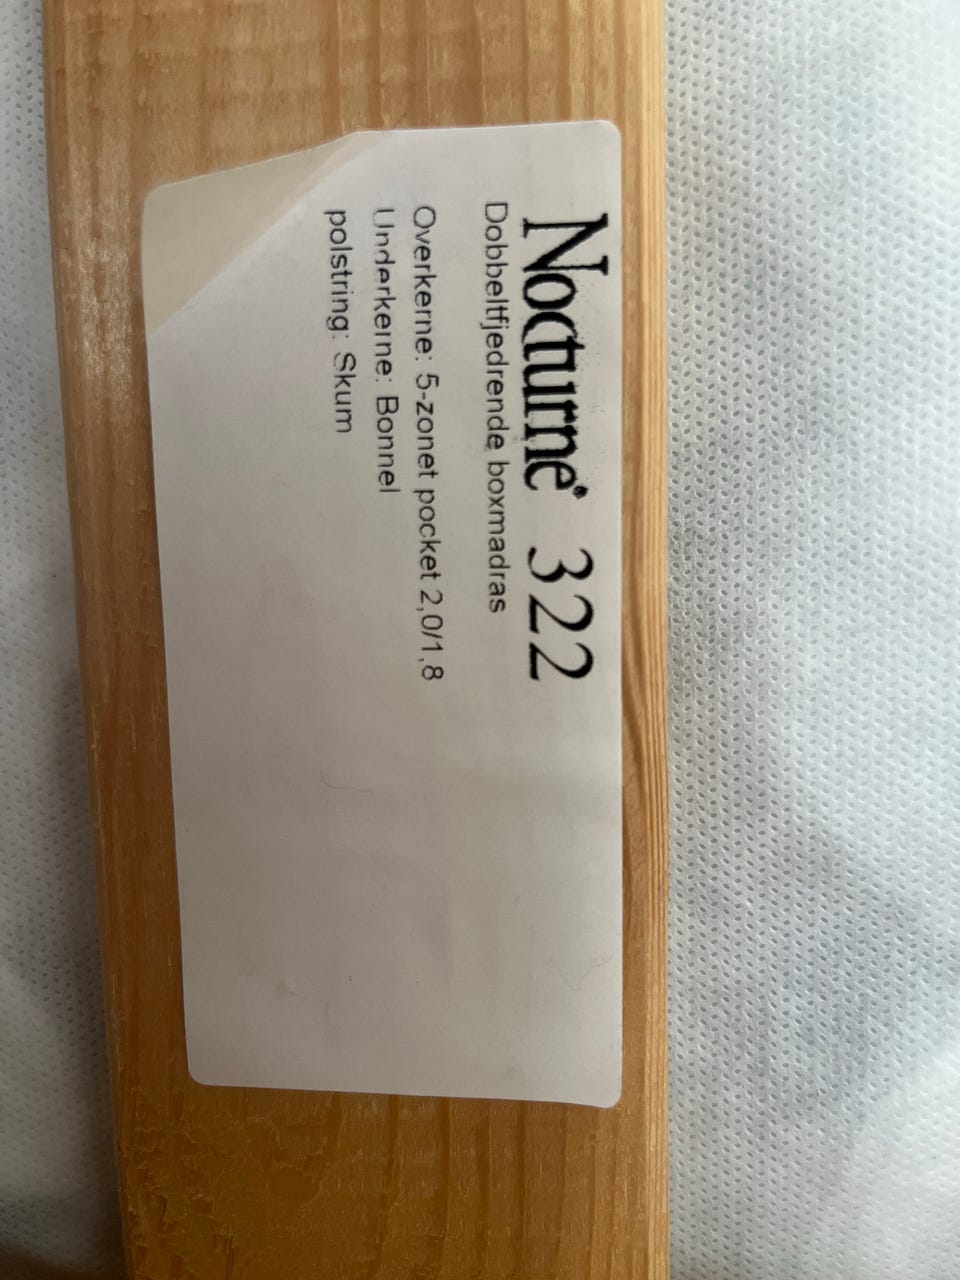 Nocturne® 322
Dobbeltfjedrende boxmadras
Overkerne: 5-zonet pocket 2,0/1,8
Underkerne: Bonnel
polstring: Skum